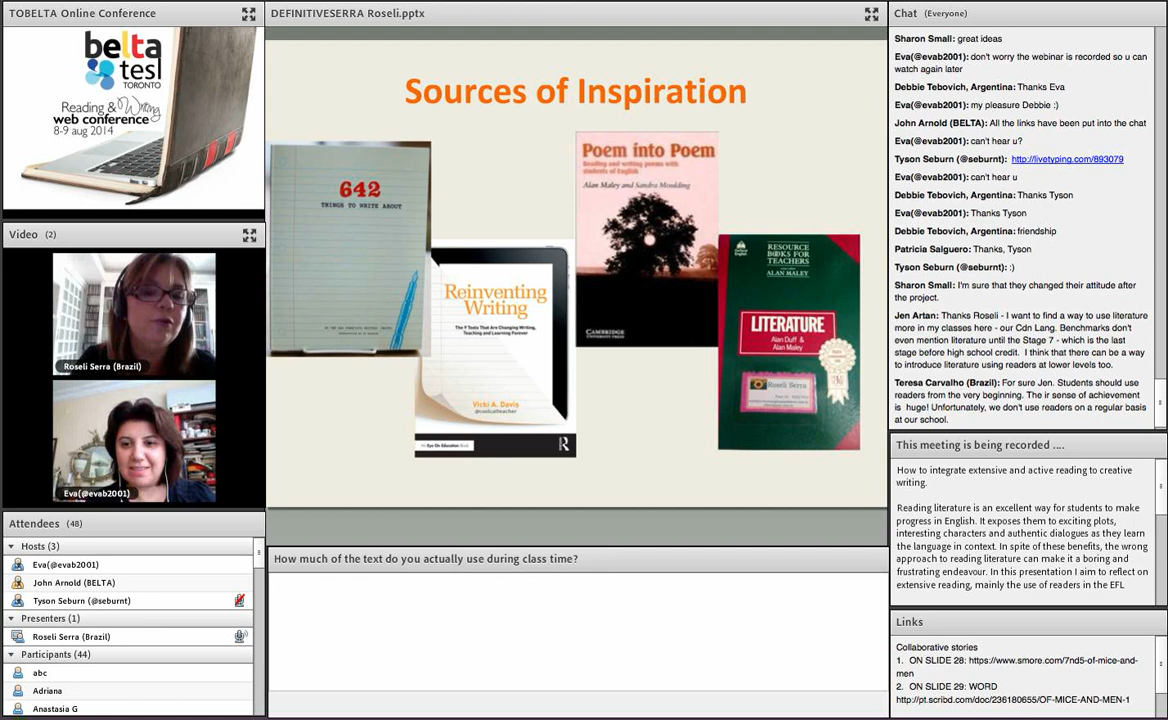 TOBELTA Online Conference
belta
tesl
TORONTO
Reading & Writing
web conference
8-9 aug 2014
Video (2)
Roseli Serra (Brazil)
Eva(@evab2001)
Attendees (48)
Hosts (3)
Eva(@evab2001)
John Arnold (BELTA)
Tyson Seburn (@seburnt)
Presenters (1)
Roseli Serra (Brazil)
Participants (44)
abc
Adriana
Anastasia G
DEFINITIVESERRA Roseli.pptx
Sources of Inspiration
642
THINGS TO WRITE ABOUT
Reinventing
Writing
The 9 Tools That Are Changing Writing,
Teaching and Learning Forever
Vicki A. Davis
@coolcatteacher
An Eye On Education Book
R
Poem into Poem
Reading and writing poems with
students of English
Alan Maley and Sandra Moulding
CAMBRIDGE
UNIVERSITY PRESS
RESOURCE
BOOKS FOR
TEACHERS
ALAN MALEY
LITERATURE
Alan Duff &
Alan Maley
Roseli Serra
How much of the text do you actually use during class time?
Chat (Everyone)
Sharon Small: great ideas
Eva(@evab2001): don't worry the webinar is recorded so u can
watch again later
Debbie Tebovich, Argentina: Thanks Eva
Eva(@evab2001): my pleasure Debbie :)
John Arnold (BELTA): All the links have been put into the chat
Eva(@evab2001): can't hear u?
Tyson Seburn (@seburnt): http://livetyping.com/893079
Eva(@evab2001): can't hear u
Debbie Tebovich, Argentina: Thanks Tyson
Eva(@evab2001): Thanks Tyson
Debbie Tebovich, Argentina: friendship
Patricia Salguero: Thanks, Tyson
Tyson Seburn (@seburnt): :)
Sharon Small: I'm sure that they changed their attitude after
the project.
Jen Artan: Thanks Roseli - I want to find a way to use literature
more in my classes here - our Cdn Lang. Benchmarks don't
even mention literature until the Stage 7 - which is the last
stage before high school credit. I think that there can be a way
to introduce literature using readers at lower levels too.
Teresa Carvalho (Brazil): For sure Jen. Students should use
readers from the very beginning. The ir sense of achievement
is huge! Unfortunately, we don't use readers on a regular basis
at our school.
This meeting is being recorded ....
How to integrate extensive and active reading to creative
writing.
Reading literature is an excellent way for students to make
progress in English. It exposes them to exciting plots,
interesting characters and authentic dialogues as they learn
the language in context. In spite of these benefits, the wrong
approach to reading literature can make it a boring and
frustrating endeavour. In this presentation I aim to reflect on
extensive reading, mainly the use of readers in the EFL
Links
Collaborative stories
1. ON SLIDE 28: https://www.smore.com/7nd5-of-mice-and-
men
2. ON SLIDE 29: WORD
http://pt.scribd.com/doc/236180655/OF-MICE-AND-MEN-1